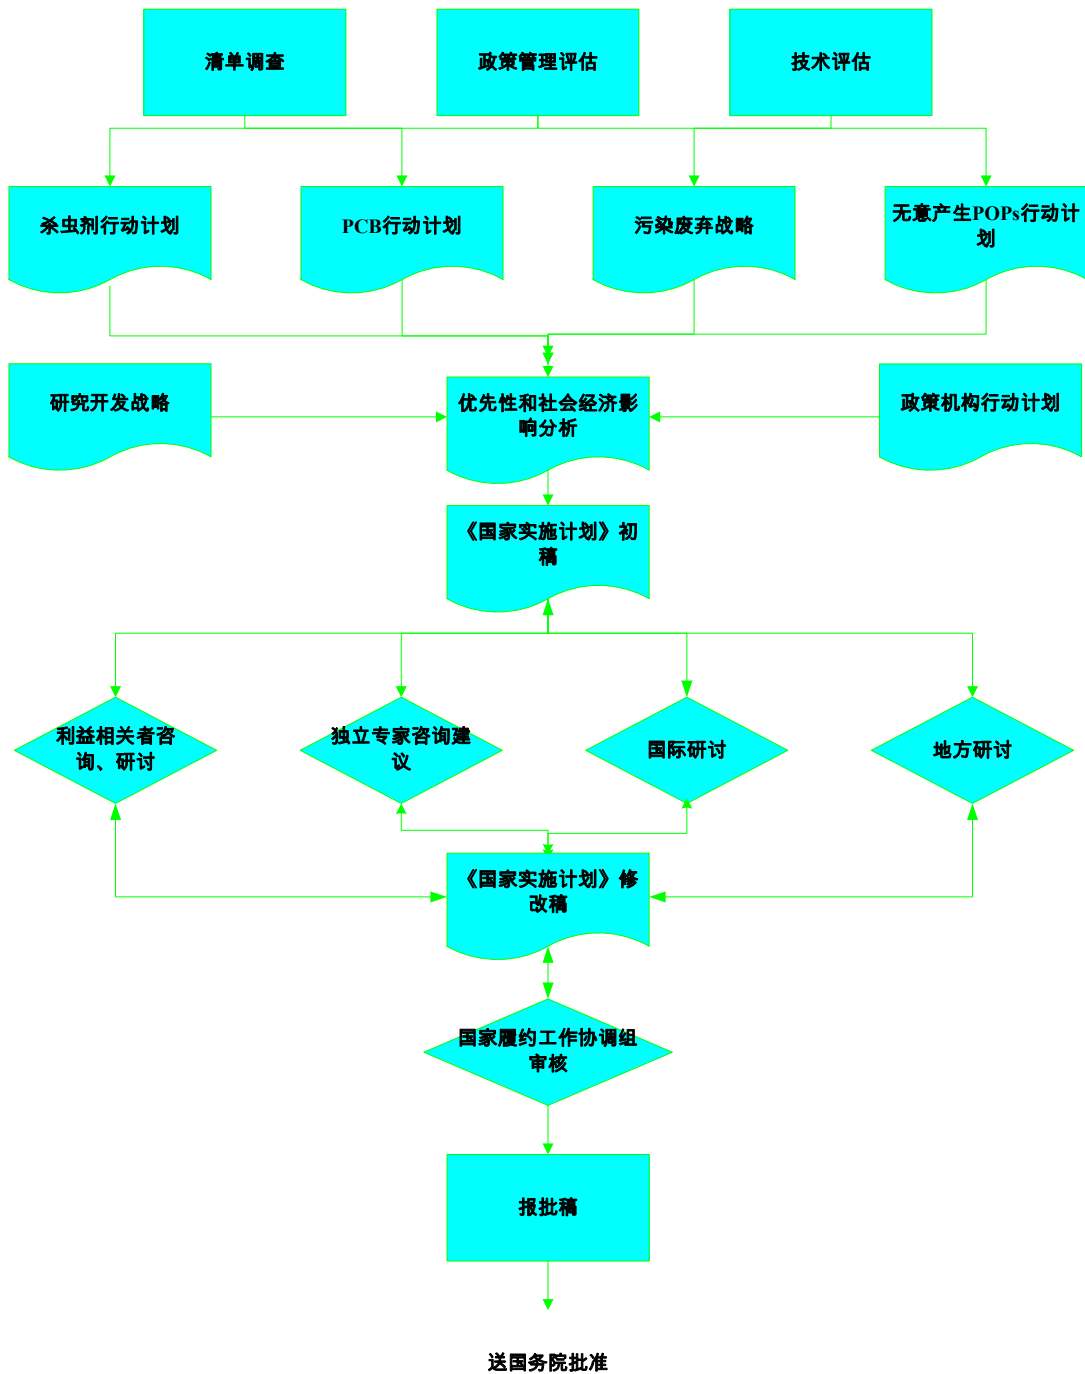 清单调查
政策管理评估
技术评估
杀虫剂行动计划
PCB行动计划
污染废弃战略
无意产生POPs行动计
划
研究开发战略
优先性和社会经济影
响分析
政策机构行动计划
《国家实施计划》初
稿
利益相关者咨
询、研讨
独立专家咨询建
议
国际研讨
地方研讨
《国家实施计划》修
改稿
国家履约工作协调组
审核
报批稿
送国务院批准